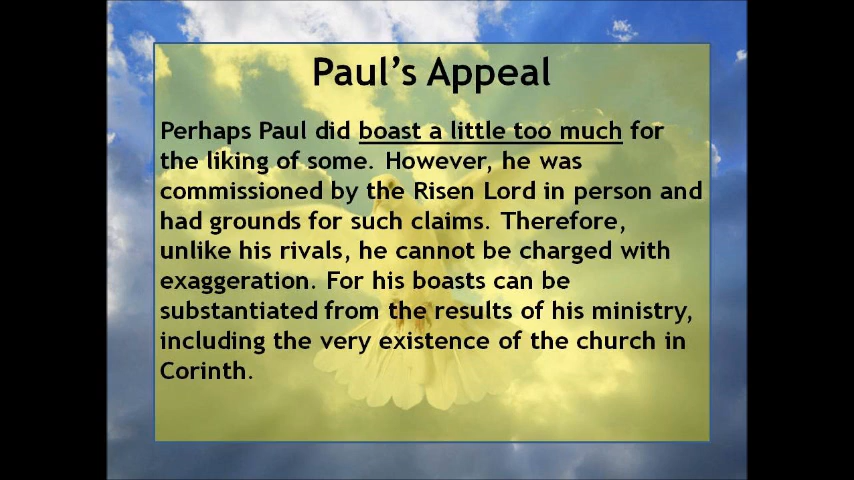 Paul’s Appeal
Perhaps Paul did boast a little too much for
the liking of some. However, he was
commissioned by the Risen Lord in person and
had grounds for such claims. Therefore,
unlike his rivals, he cannot be charged with
exaggeration. For his boasts can be
substantiated from the results of his ministry,
including the very existence of the church in
Corinth.